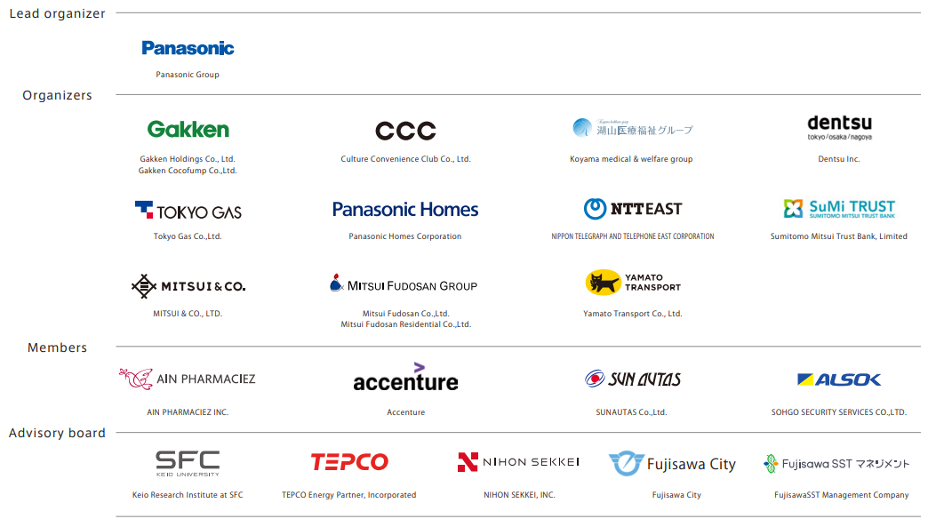 Lead organizer
Panasonic
Panasonic Group
Organizers
Gakken
CCC
湖山医療福祉グループ
dentsu
tokyo/osaka/nagoya
Gakken Holdings Co., Ltd.
Gakken Cocofump Co.,Ltd.
Culture Convenience Club Co., Ltd.
Koyama medical & welfare group
Dentsu Inc.
TOKYO GAS
Panasonic Homes
NTT EAST
SuMi TRUST
SUMITOMO MITSUI TRUST BANK
Tokyo Gas Co.,Ltd.
Panasonic Homes Corporation
NIPPON TELEGRAPH AND TELEPHONE EAST CORPORATION
Sumitomo Mitsui Trust Bank, Limited
MITSUI & CO.
MITSUI FUDOSAN GROUP
YAMATO
TRANSPORT
MITSUI & CO., LTD.
Mitsui Fudosan Co.,Ltd.
Mitsui Fudosan Residential Co.,Ltd.
Yamato Transport Co., Ltd.
Members
AIN PHARMACIEZ
accenture
SUNAUTAS
ALSOK
AIN PHARMACIEZ INC.
Accenture
SUNAUTAS Co.,Ltd.
SOHGO SECURITY SERVICES CO.,LTD.
Advisory board
SFC
KEIO UNIVERSITY
TEPCO
NIHON SEKKEI
Fujisawa City
Fujisawa SST マネジメント
Keio Research Institute at SFC
TEPCO Energy Partner, Incorporated
NIHON SEKKEI, INC.
Fujisawa City
FujisawaSST Management Company